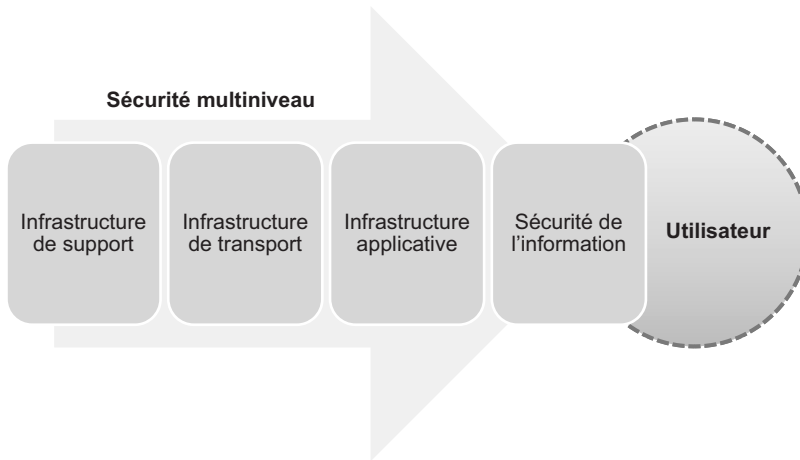 Sécurité multiniveau
Infrastructure
de support
Infrastructure
de transport
Infrastructure
applicative
Sécurité de
l’information
Utilisateur